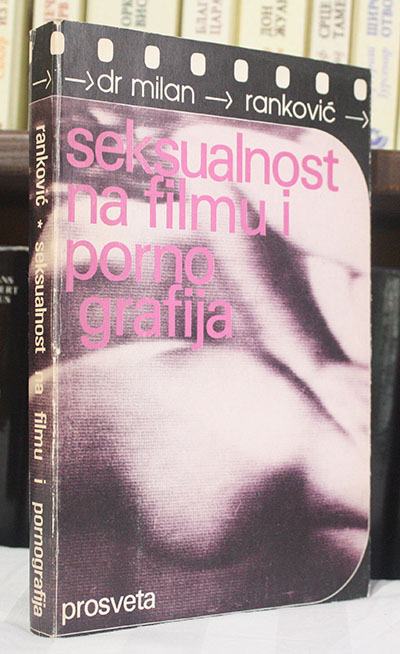 → dr milan → ranković →
seksualnost
na filmu i
porno
grafija
prosveta
ranković * seksualnost na filmu i pornografija